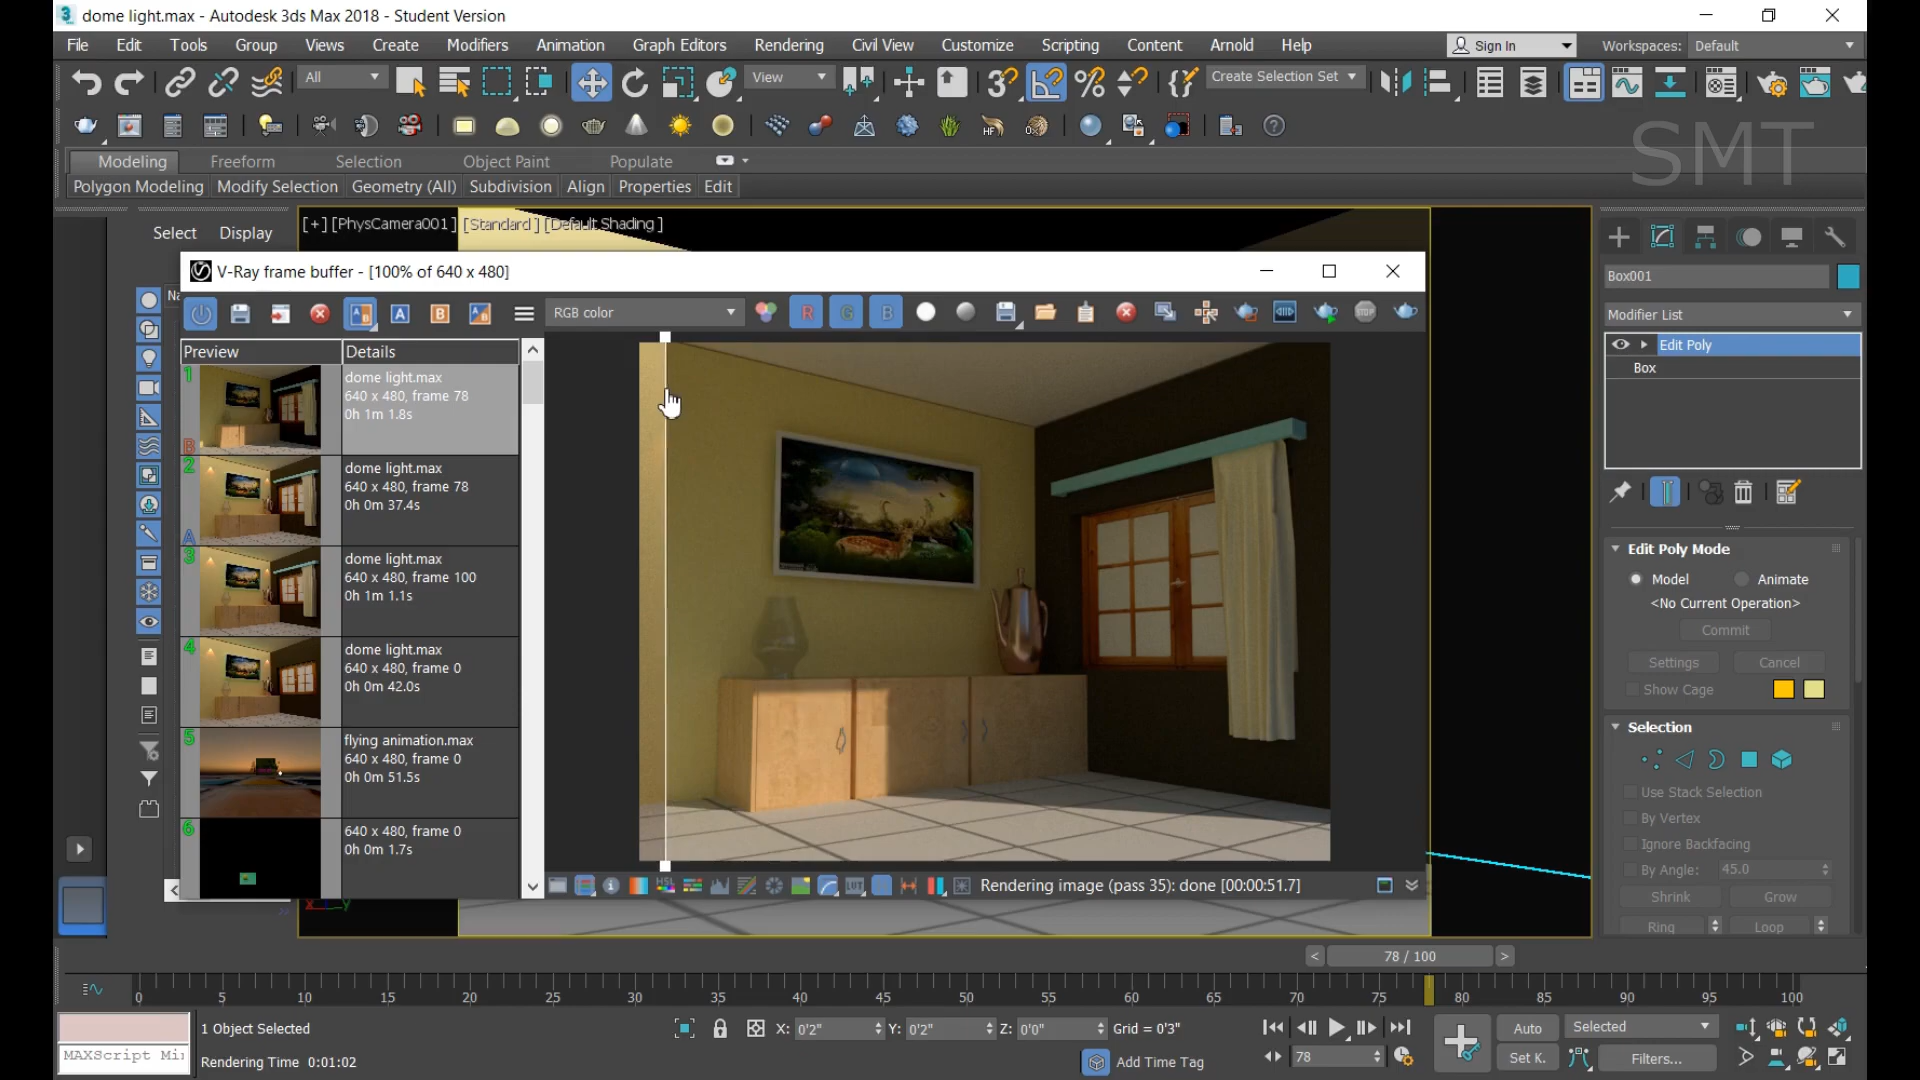 dome light.max - Autodesk 3ds Max 2018 - Student Version
File Edit Tools Group Views Create Modifiers Animation Graph Editors Rendering Civil View Customize Scripting Content Arnold Help Sign In Workspaces: Default
All View Create Selection Set
SMT
Modeling Freeform Selection Object Paint Populate
Polygon Modeling Modify Selection Geometry (All) Subdivision Align Properties Edit
Select Display
[+] [PhysCamera001] [Standard] [Default Shading]
V-Ray frame buffer - [100% of 640 x 480]
A B RGB color R G B STOP
Preview Details
1 dome light.max
640 x 480, frame 78
0h 1m 1.8s
B
2 dome light.max
640 x 480, frame 78
0h 0m 37.4s
A
3 dome light.max
640 x 480, frame 100
0h 1m 1.1s
4 dome light.max
640 x 480, frame 0
0h 0m 42.0s
5 flying animation.max
640 x 480, frame 0
0h 0m 51.5s
6 640 x 480, frame 0
0h 0m 1.7s
Rendering image (pass 35): done [00:00:51.7]
Box001
Modifier List
Edit Poly
Box
Edit Poly Mode
Model Animate
<No Current Operation>
Commit
Settings Cancel
Show Cage
Selection
Use Stack Selection
By Vertex
Ignore Backfacing
By Angle: 45.0
Shrink Grow
Ring Loop
78 / 100
0 5 10 15 20 25 30 35 40 45 50 55 60 65 70 75 80 85 90 95 100
1 Object Selected X: 0'2" Y: 0'2" Z: 0'0" Grid = 0'3" Auto Selected
MAXScript Mi: Rendering Time 0:01:02 Add Time Tag 78 Set K. Filters...